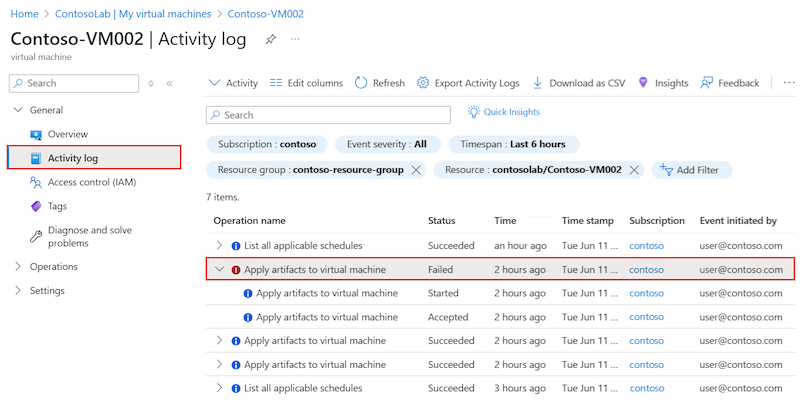 Home > ContosoLab | My virtual machines > Contoso-VM002
Contoso-VM002 | Activity log ...
virtual machine
Search
General
Overview
Activity log
Access control (IAM)
Tags
Diagnose and solve
problems
Operations
Settings
Activity Edit columns Refresh Export Activity Logs Download as CSV Insights Feedback ...
Search Quick Insights
Subscription : contoso Event severity : All Timespan : Last 6 hours
Resource group : contoso-resource-group Resource : contosolab/Contoso-VM002 Add Filter
7 items.
Operation name Status Time Time stamp Subscription Event initiated by
List all applicable schedules Succeeded an hour ago Tue Jun 11 ... contoso user@contoso.com
Apply artifacts to virtual machine Failed 2 hours ago Tue Jun 11 ... contoso user@contoso.com
Apply artifacts to virtual machine Started 2 hours ago Tue Jun 11 ... contoso user@contoso.com
Apply artifacts to virtual machine Accepted 2 hours ago Tue Jun 11 ... contoso user@contoso.com
Apply artifacts to virtual machine Succeeded 2 hours ago Tue Jun 11 ... contoso user@contoso.com
Apply artifacts to virtual machine Succeeded 2 hours ago Tue Jun 11 ... contoso user@contoso.com
List all applicable schedules Succeeded 3 hours ago Tue Jun 11 ... contoso user@contoso.com